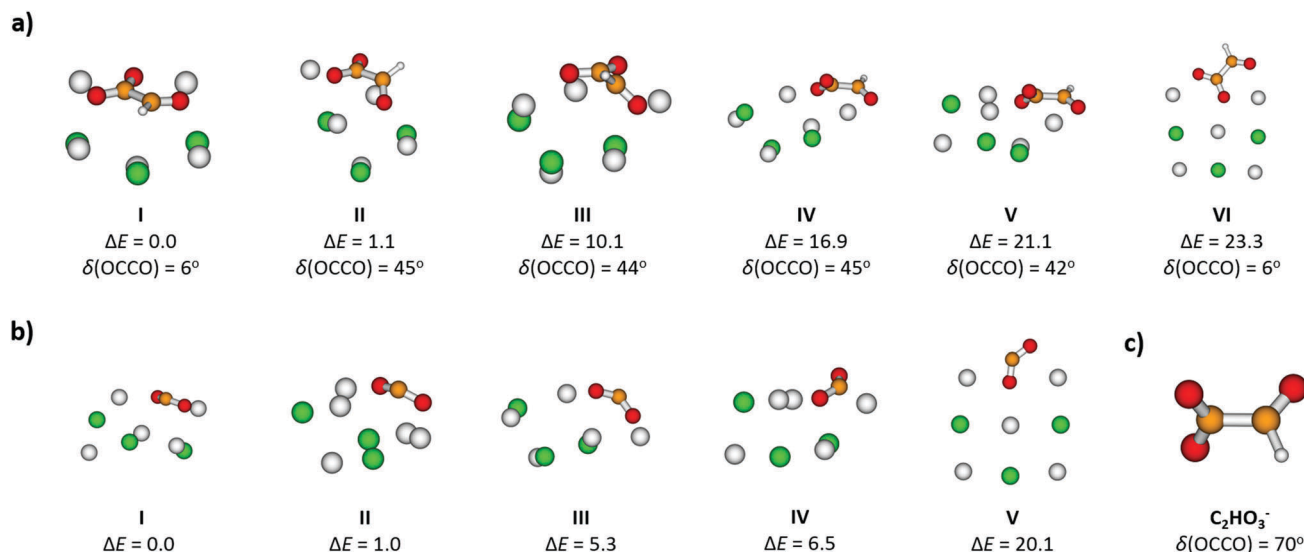 a)
I II III IV V VI
ΔE = 0.0 ΔE = 1.1 ΔE = 10.1 ΔE = 16.9 ΔE = 21.1 ΔE = 23.3
δ(OCCO) = 6° δ(OCCO) = 45° δ(OCCO) = 44° δ(OCCO) = 45° δ(OCCO) = 42° δ(OCCO) = 6°
b) c)
I II III IV V C₂HO₃⁻
ΔE = 0.0 ΔE = 1.0 ΔE = 5.3 ΔE = 6.5 ΔE = 20.1 δ(OCCO) = 70°